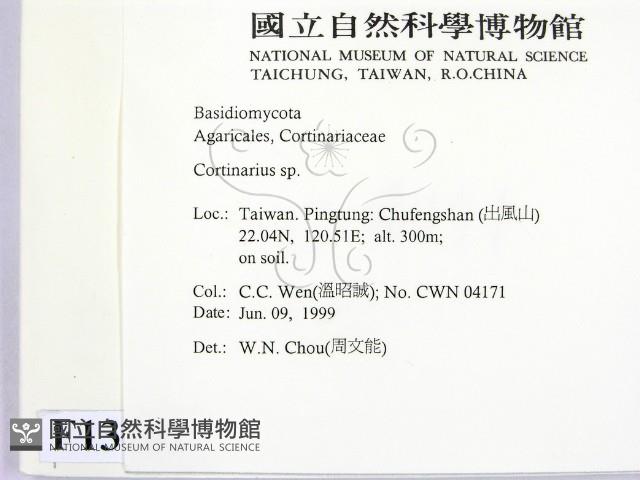 國立自然科學博物館
NATIONAL MUSEUM OF NATURAL SCIENCE
TAICHUNG, TAIWAN, R.O.CHINA
Basidiomycota
Agaricales, Cortinariaceae
Cortinarius sp.
Loc.: Taiwan. Pingtung: Chufengshan (出風山)
22.04N, 120.51E; alt. 300m;
on soil.
Col.: C.C. Wen(溫昭誠); No. CWN 04171
Date: Jun. 09, 1999
Det.: W.N. Chou(周文能)
F13
國立自然科學博物館
NATIONAL MUSEUM OF NATURAL SCIENCE